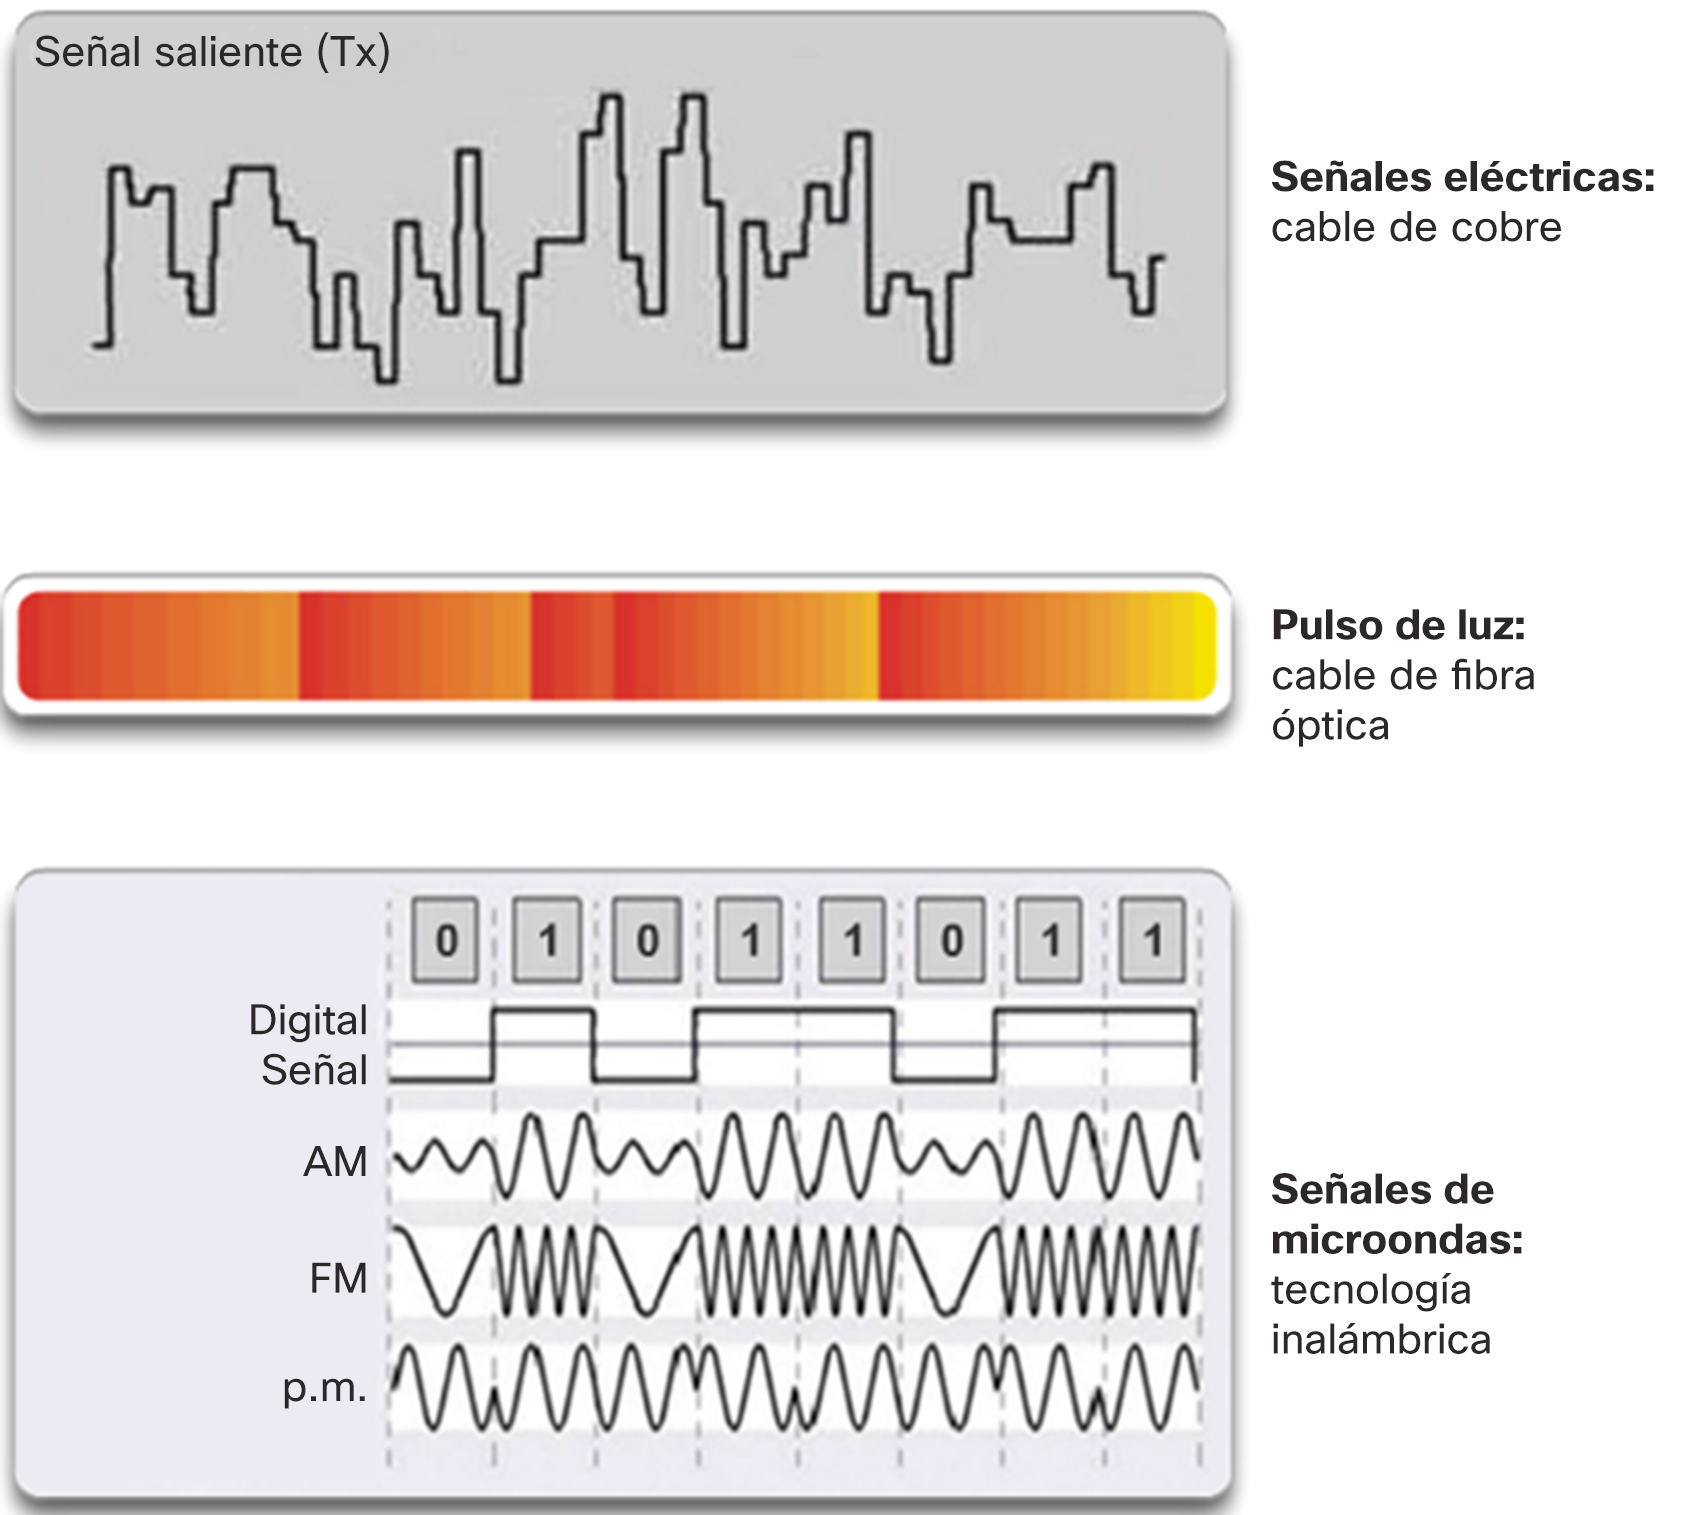 Señal saliente (Tx)
Señales eléctricas:
cable de cobre
Pulso de luz:
cable de fibra
óptica
0 1 0 1 1 0 1 1
Digital
Señal
AM
FM
p.m.
Señales de
microondas:
tecnología
inalámbrica